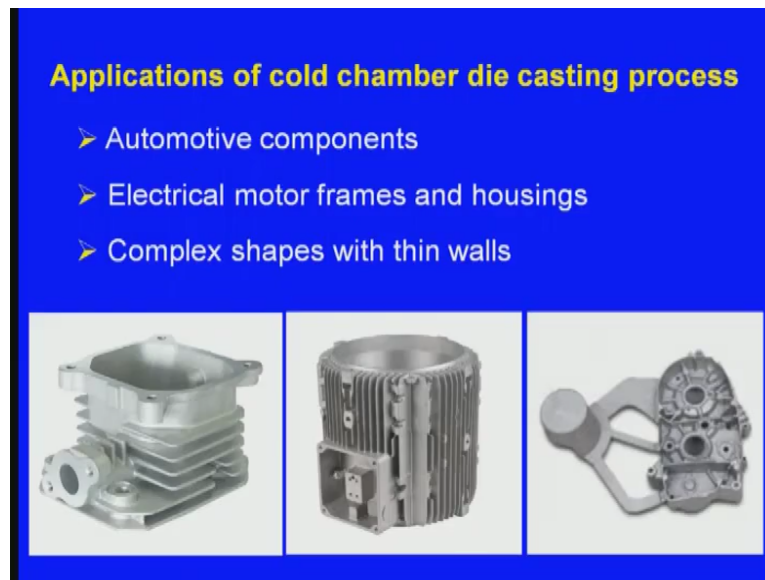 Applications of cold chamber die casting process
Automotive components
Electrical motor frames and housings
Complex shapes with thin walls